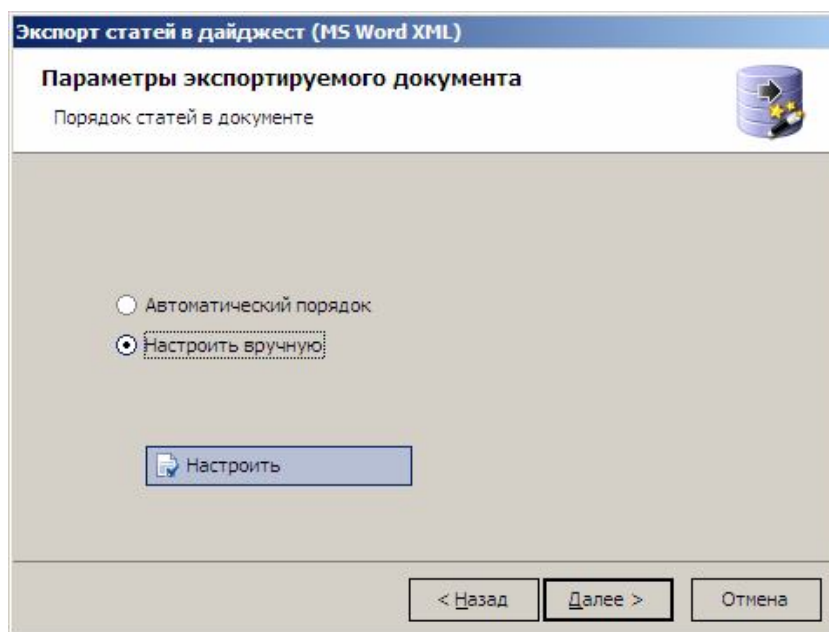 Экспорт статей в дайджест (MS Word XML)
Параметры экспортируемого документа
Порядок статей в документе
Автоматический порядок
Настроить вручную
Настроить
< Назад Далее > Отмена